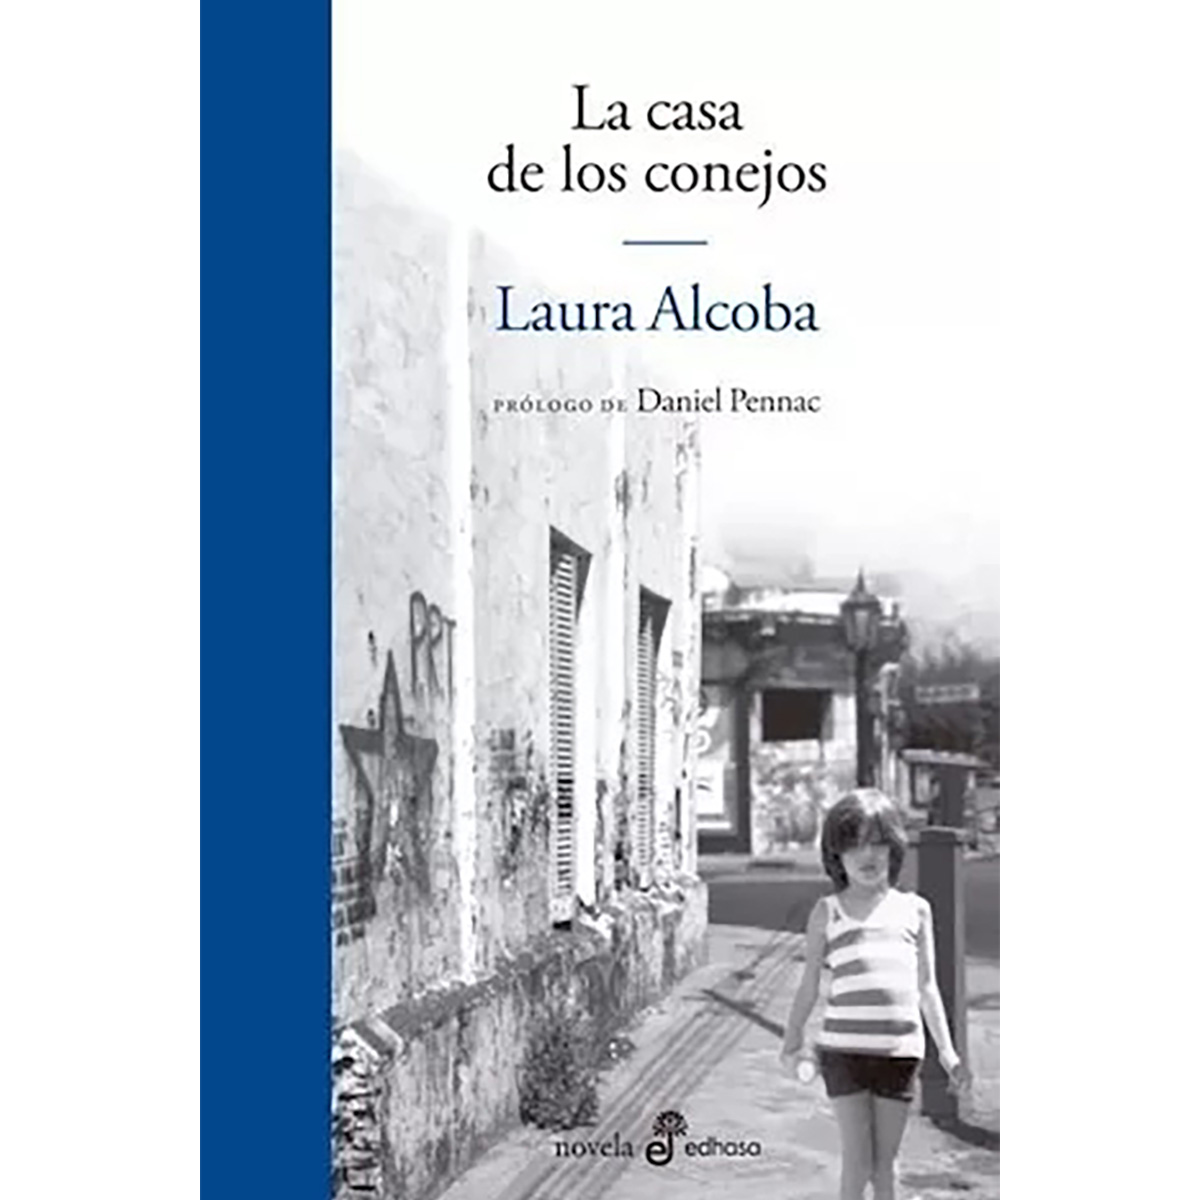 La casa
de los conejos
Laura Alcoba
PRÓLOGO DE Daniel Pennac
PRT
novela edhasa